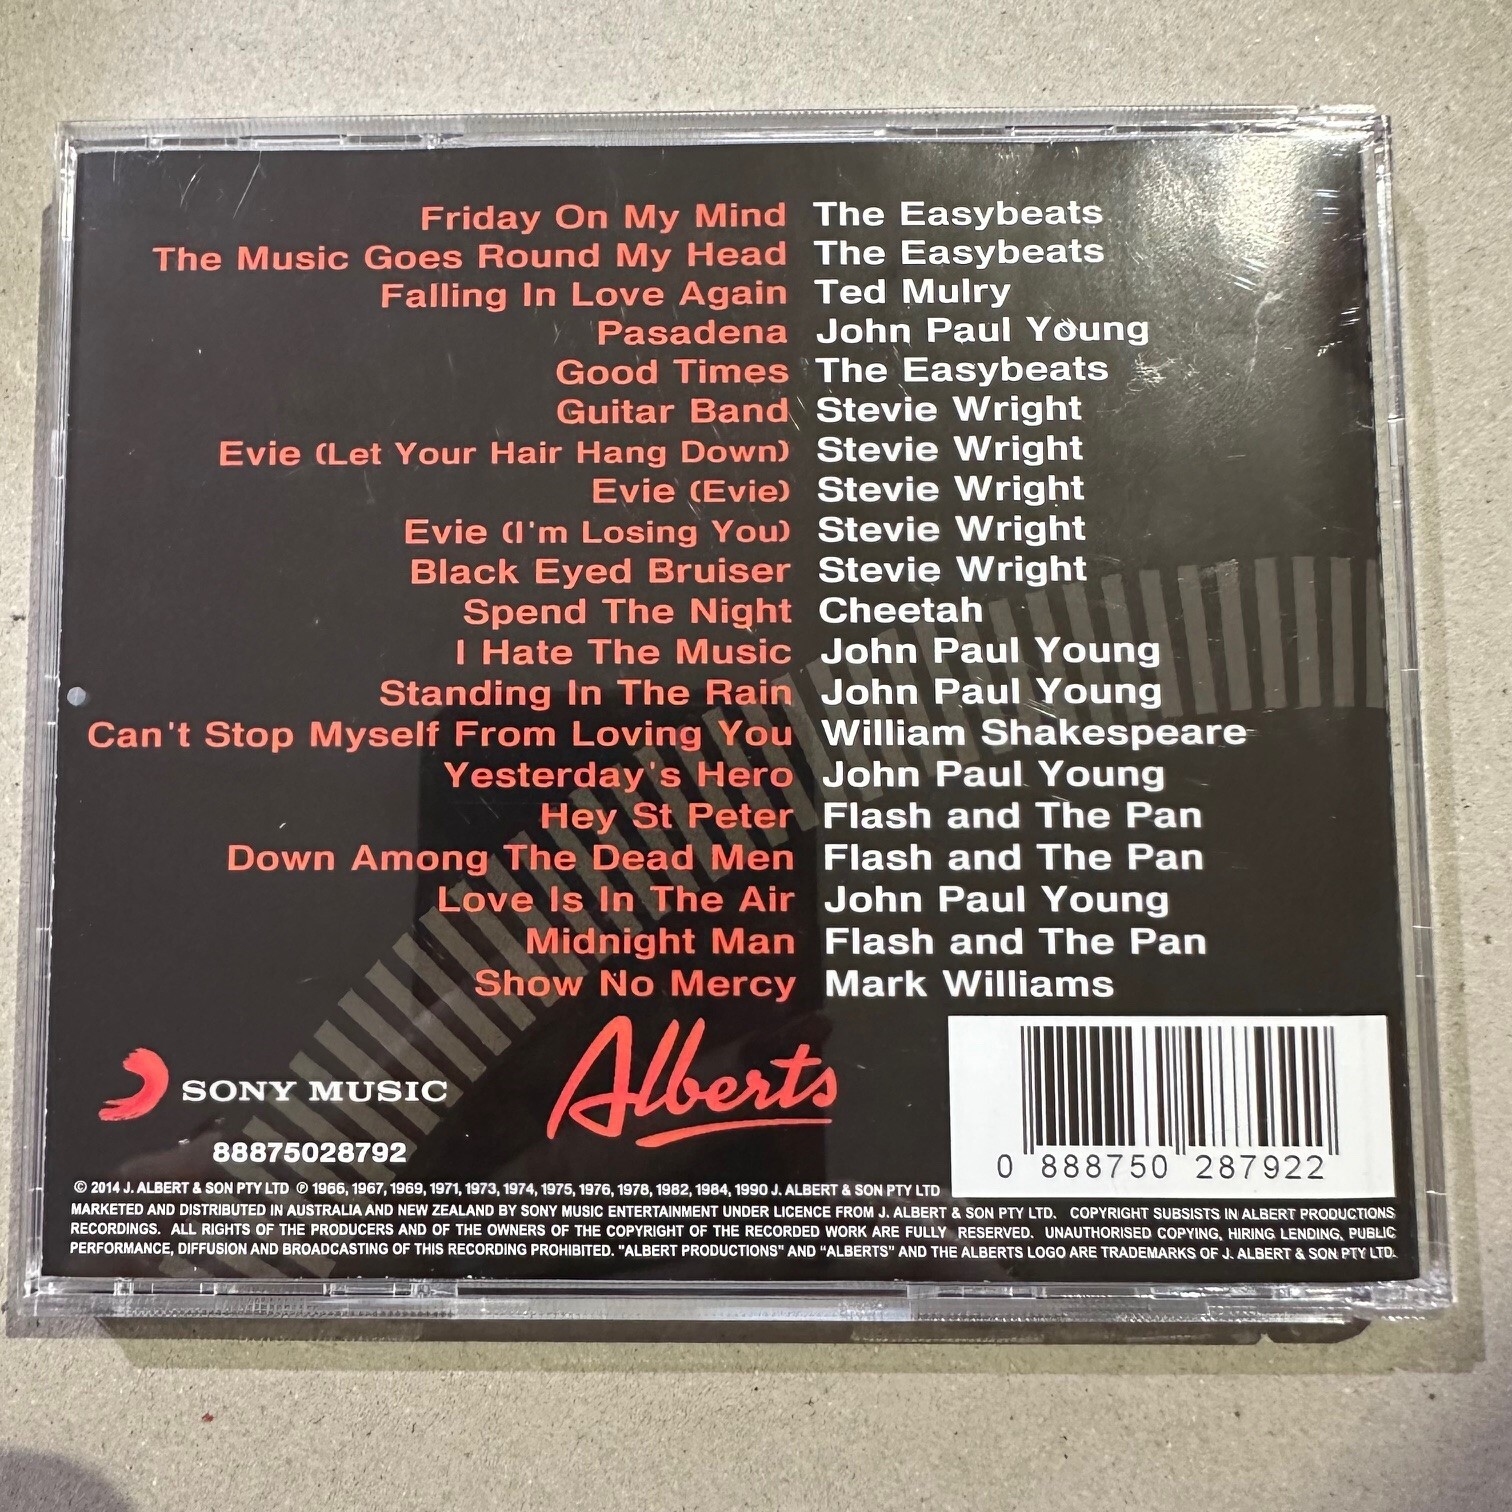 Friday On My Mind The Easybeats
The Music Goes Round My Head The Easybeats
Falling In Love Again Ted Mulry
Pasadena John Paul Young
Good Times The Easybeats
Guitar Band Stevie Wright
Evie (Let Your Hair Hang Down) Stevie Wright
Evie (Evie) Stevie Wright
Evie (I'm Losing You) Stevie Wright
Black Eyed Bruiser Stevie Wright
Spend The Night Cheetah
I Hate The Music John Paul Young
Standing In The Rain John Paul Young
Can't Stop Myself From Loving You William Shakespeare
Yesterday's Hero John Paul Young
Hey St Peter Flash and The Pan
Down Among The Dead Men Flash and The Pan
Love Is In The Air John Paul Young
Midnight Man Flash and The Pan
Show No Mercy Mark Williams
SONY MUSIC
88875028792
Alberts
0 888750 287922
© 2014 J. ALBERT & SON PTY LTD ℗ 1966, 1967, 1969, 1971, 1973, 1974, 1975, 1976, 1978, 1982, 1984, 1990 J. ALBERT & SON PTY LTD
MARKETED AND DISTRIBUTED IN AUSTRALIA AND NEW ZEALAND BY SONY MUSIC ENTERTAINMENT UNDER LICENCE FROM J. ALBERT & SON PTY LTD. COPYRIGHT SUBSISTS IN ALBERT PRODUCTIONS
RECORDINGS. ALL RIGHTS OF THE PRODUCERS AND OF THE OWNERS OF THE COPYRIGHT OF THE RECORDED WORK ARE FULLY RESERVED. UNAUTHORISED COPYING, HIRING LENDING, PUBLIC
PERFORMANCE, DIFFUSION AND BROADCASTING OF THIS RECORDING PROHIBITED. "ALBERT PRODUCTIONS" AND "ALBERTS" AND THE ALBERTS LOGO ARE TRADEMARKS OF J. ALBERT & SON PTY LTD.